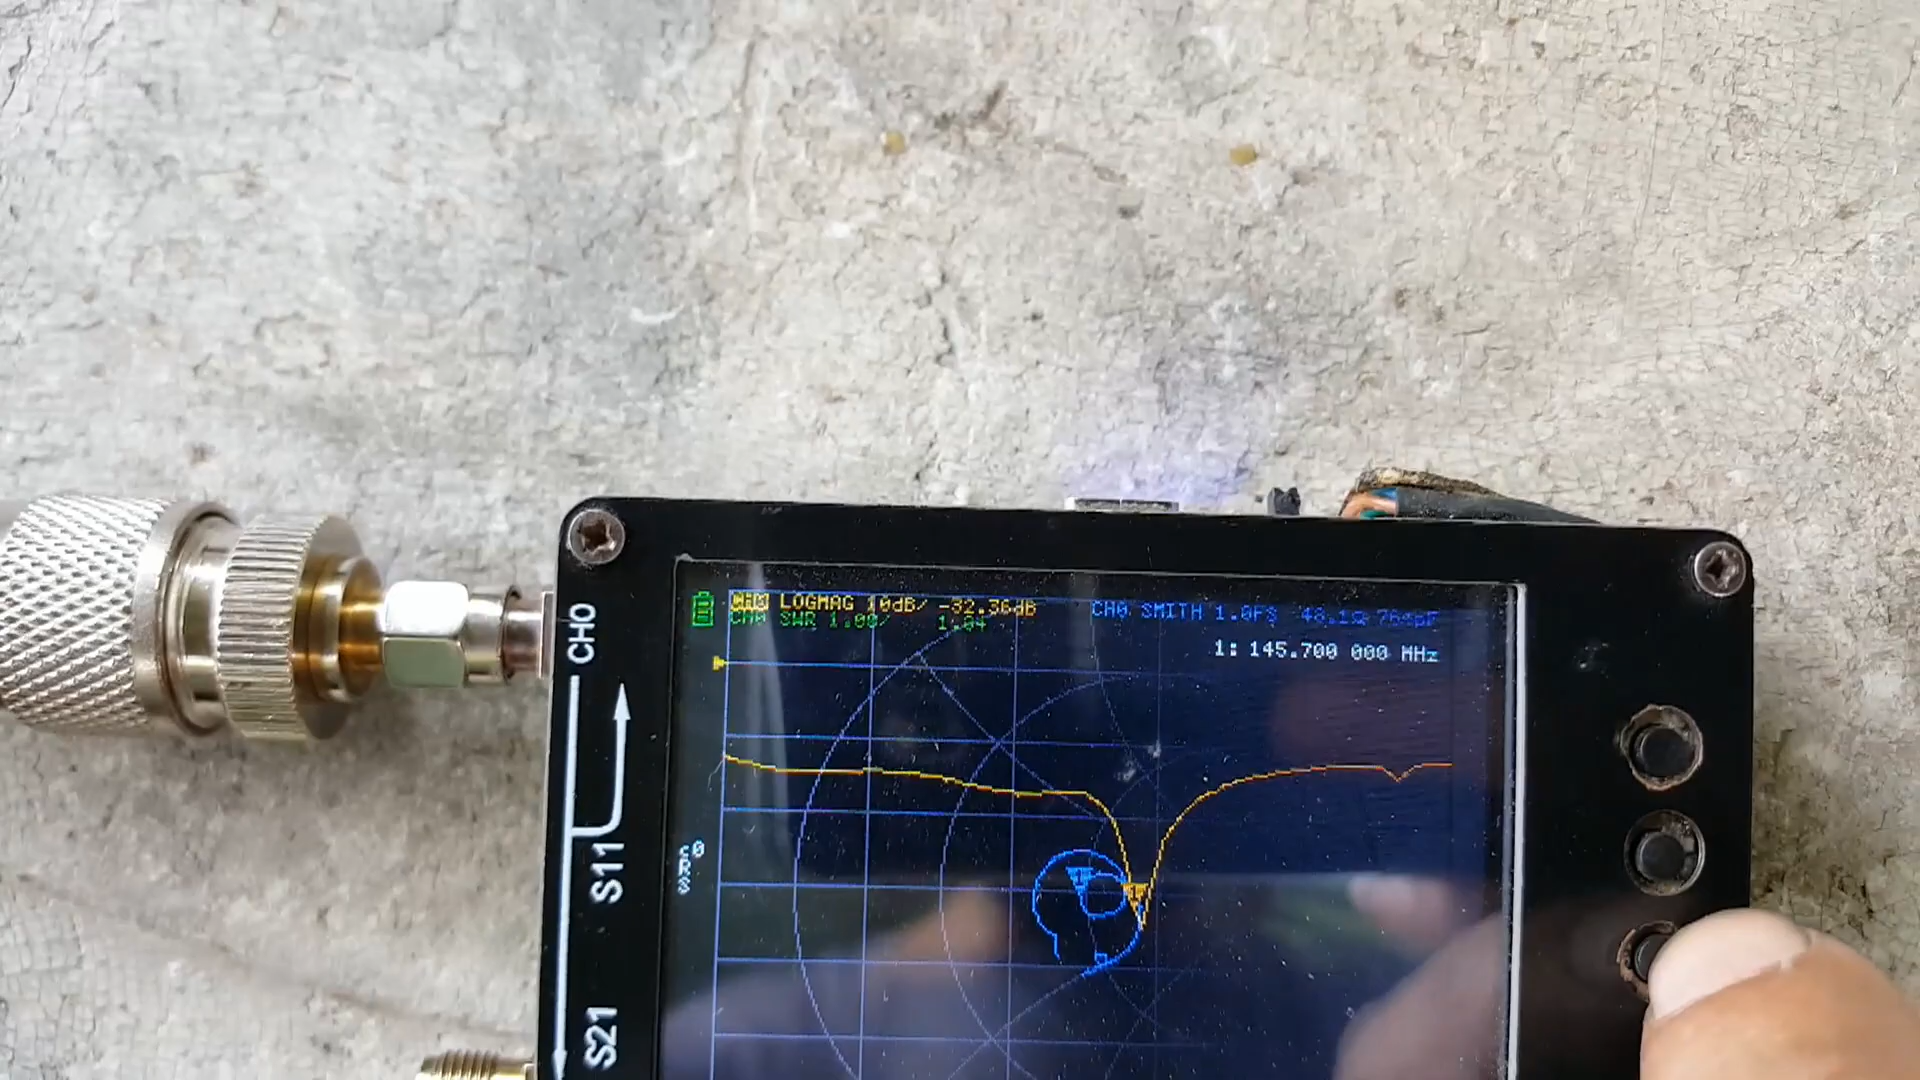 CH0 LOGMAG 10dB/ -32.36dB CH0 SMITH 1.0FS 48.1Ω
CH0 SWR 1.00/ 1.04
1: 145.700 000 MHz
CH0
S11
S21